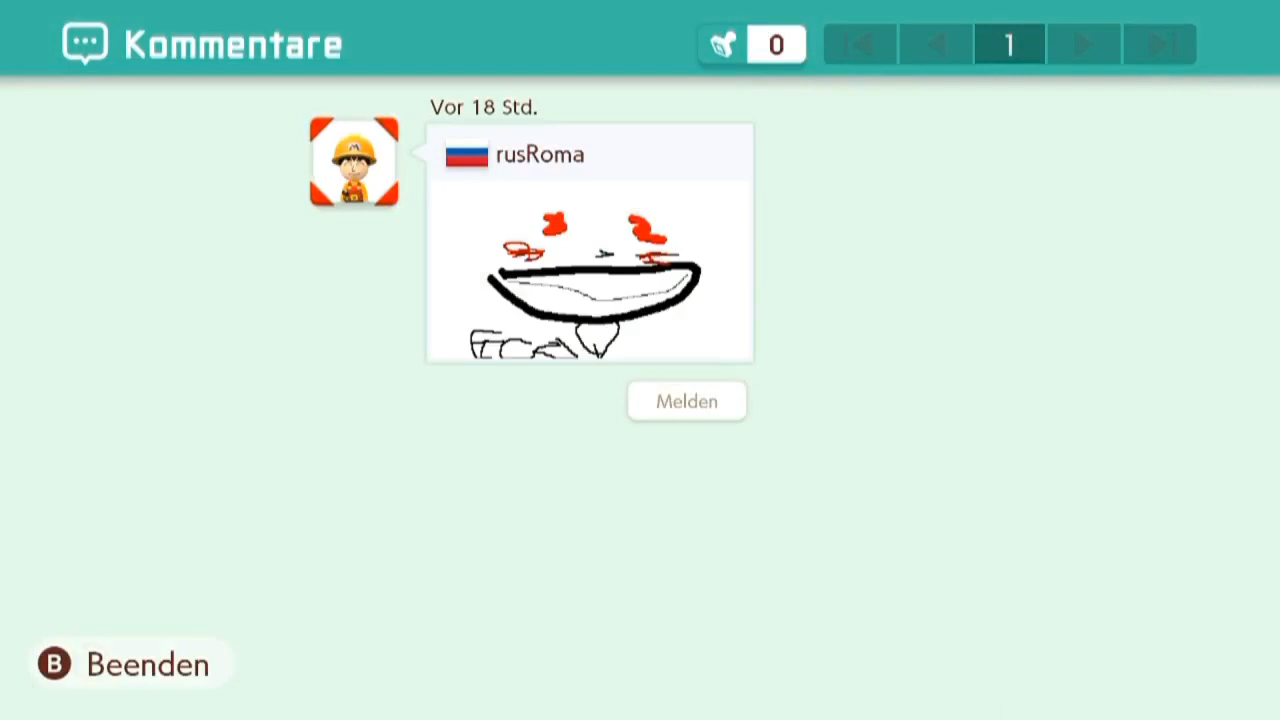 Kommentare
0
1
Vor 18 Std.
rusRoma
Melden
B Beenden